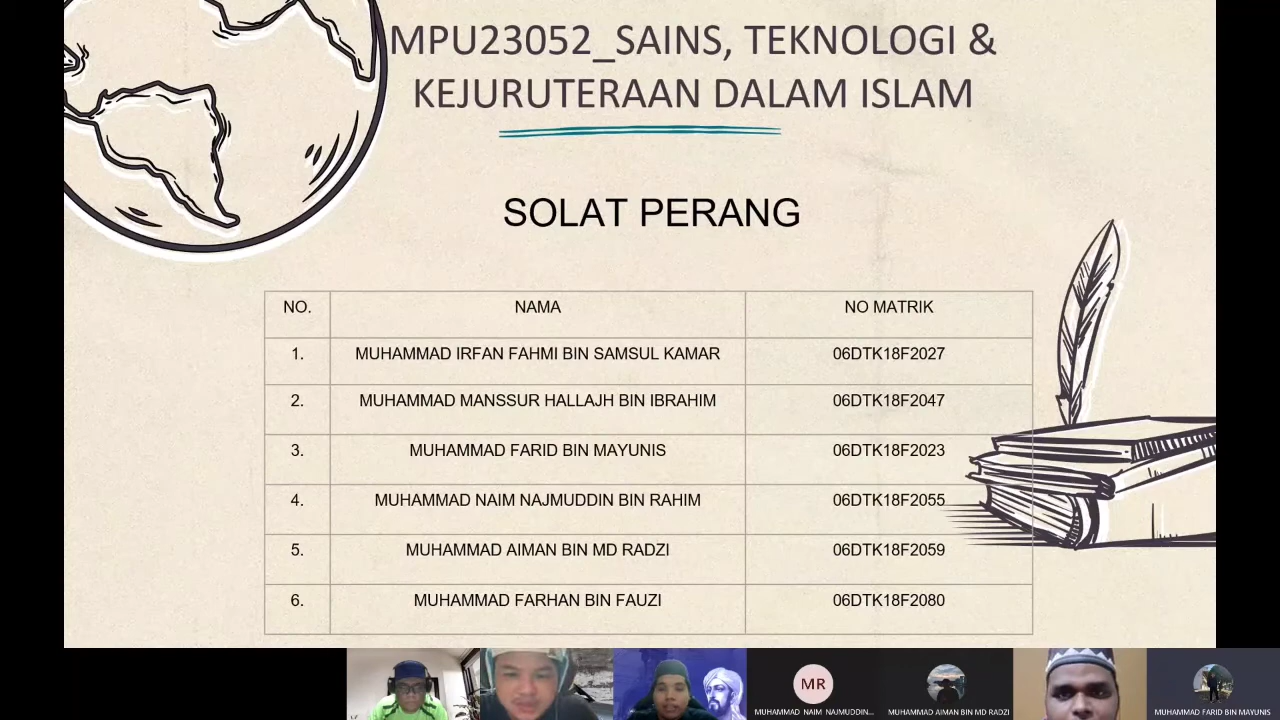 MPU23052_SAINS, TEKNOLOGI &
KEJURUTERAAN DALAM ISLAM
SOLAT PERANG
NO. NAMA NO MATRIK
1. MUHAMMAD IRFAN FAHMI BIN SAMSUL KAMAR 06DTK18F2027
2. MUHAMMAD MANSSUR HALLAJH BIN IBRAHIM 06DTK18F2047
3. MUHAMMAD FARID BIN MAYUNIS 06DTK18F2023
4. MUHAMMAD NAIM NAJMUDDIN BIN RAHIM 06DTK18F2055
5. MUHAMMAD AIMAN BIN MD RADZI 06DTK18F2059
6. MUHAMMAD FARHAN BIN FAUZI 06DTK18F2080
MR
MUHAMMAD NAIM NAJMUDDIN... MUHAMMAD AIMAN BIN MD RADZI MUHAMMAD FARID BIN MAYUNIS